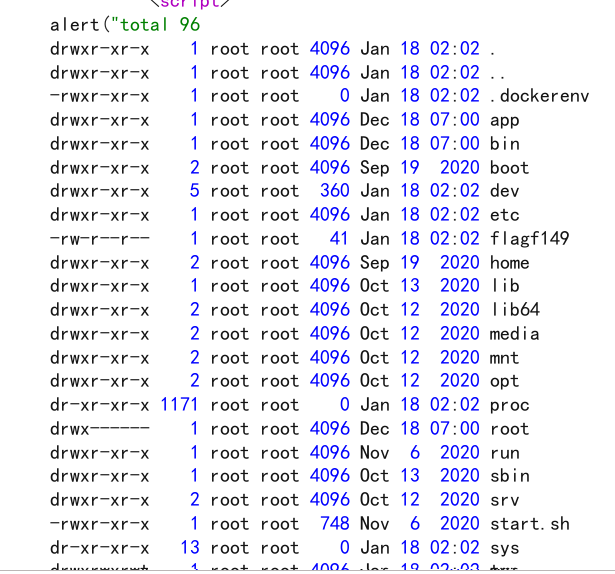 <script>
alert("total 96
drwxr-xr-x    1 root root 4096 Jan 18 02:02 .
drwxr-xr-x    1 root root 4096 Jan 18 02:02 ..
-rwxr-xr-x    1 root root    0 Jan 18 02:02 .dockerenv
drwxr-xr-x    1 root root 4096 Dec 18 07:00 app
drwxr-xr-x    1 root root 4096 Dec 18 07:00 bin
drwxr-xr-x    2 root root 4096 Sep 19  2020 boot
drwxr-xr-x    5 root root  360 Jan 18 02:02 dev
drwxr-xr-x    1 root root 4096 Jan 18 02:02 etc
-rw-r--r--    1 root root   41 Jan 18 02:02 flagf149
drwxr-xr-x    2 root root 4096 Sep 19  2020 home
drwxr-xr-x    1 root root 4096 Oct 13  2020 lib
drwxr-xr-x    2 root root 4096 Oct 12  2020 lib64
drwxr-xr-x    2 root root 4096 Oct 12  2020 media
drwxr-xr-x    2 root root 4096 Oct 12  2020 mnt
drwxr-xr-x    2 root root 4096 Oct 12  2020 opt
dr-xr-xr-x 1171 root root    0 Jan 18 02:02 proc
drwx------    1 root root 4096 Dec 18 07:00 root
drwxr-xr-x    1 root root 4096 Nov  6  2020 run
drwxr-xr-x    1 root root 4096 Oct 13  2020 sbin
drwxr-xr-x    2 root root 4096 Oct 12  2020 srv
-rwxr-xr-x    1 root root  748 Nov  6  2020 start.sh
dr-xr-xr-x   13 root root    0 Jan 18 02:02 sys